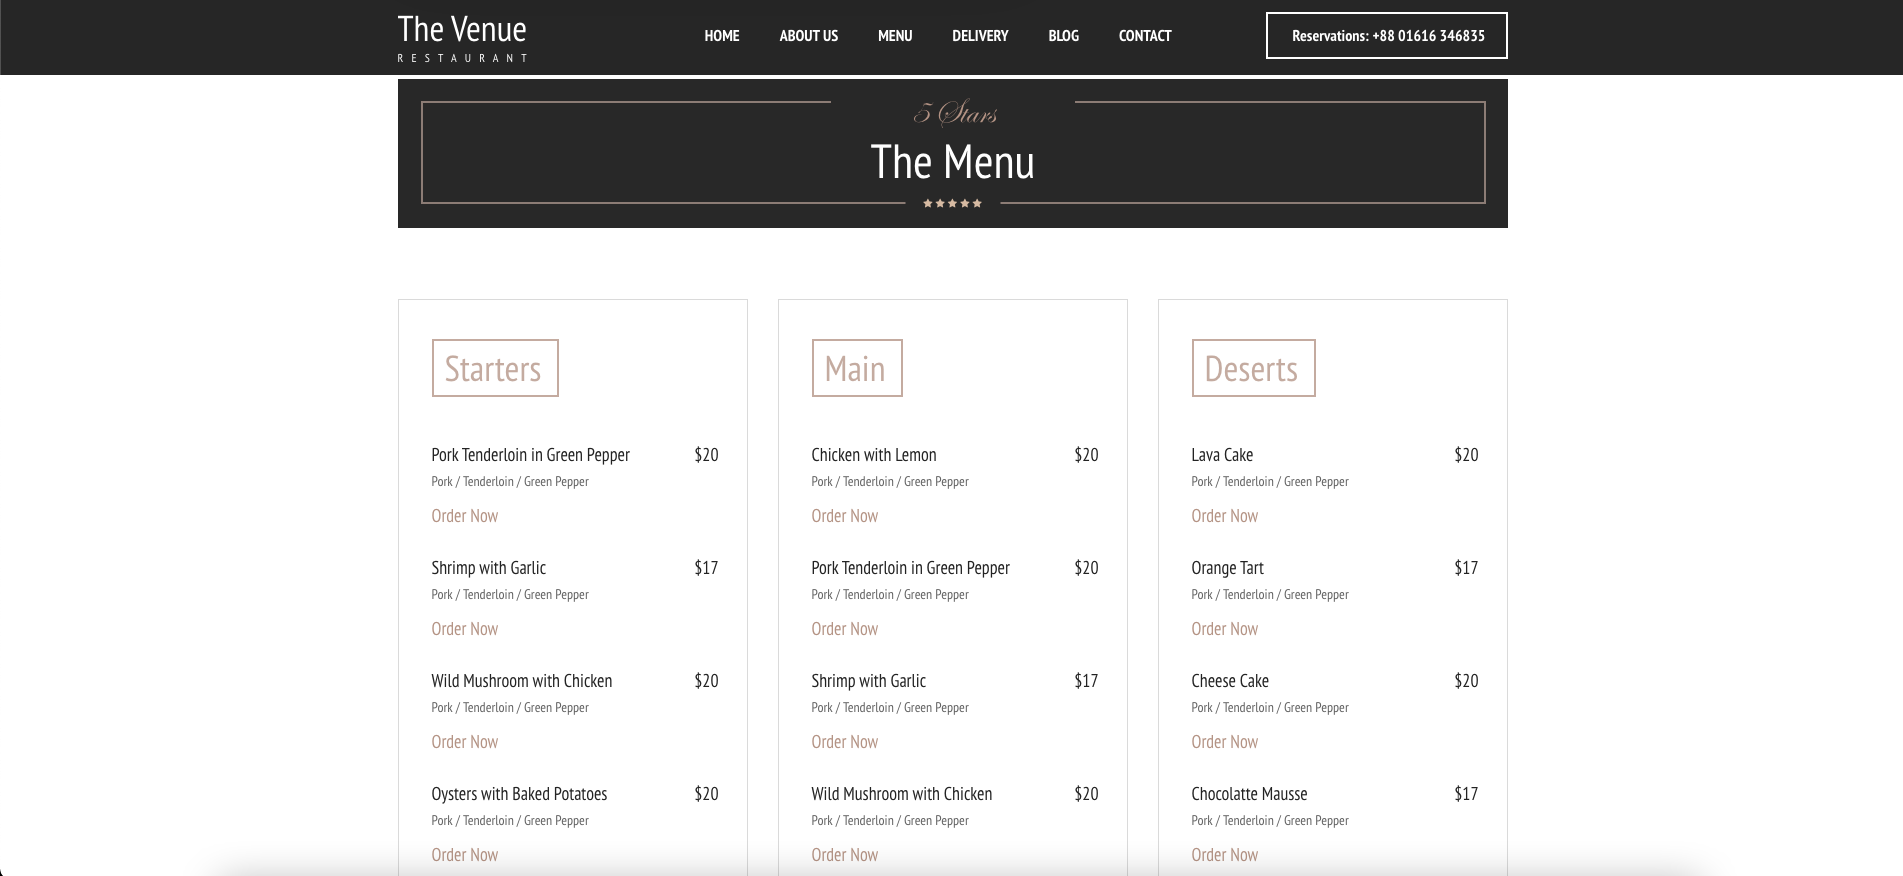 The Venue
RESTAURANT
HOME ABOUT US MENU DELIVERY BLOG CONTACT
Reservations: +88 01616 346835
5 Stars
The Menu
Starters
Pork Tenderloin in Green Pepper $20
Pork / Tenderloin / Green Pepper
Order Now
Shrimp with Garlic $17
Pork / Tenderloin / Green Pepper
Order Now
Wild Mushroom with Chicken $20
Pork / Tenderloin / Green Pepper
Order Now
Oysters with Baked Potatoes $20
Pork / Tenderloin / Green Pepper
Order Now
Main
Chicken with Lemon $20
Pork / Tenderloin / Green Pepper
Order Now
Pork Tenderloin in Green Pepper $20
Pork / Tenderloin / Green Pepper
Order Now
Shrimp with Garlic $17
Pork / Tenderloin / Green Pepper
Order Now
Wild Mushroom with Chicken $20
Pork / Tenderloin / Green Pepper
Order Now
Deserts
Lava Cake $20
Pork / Tenderloin / Green Pepper
Order Now
Orange Tart $17
Pork / Tenderloin / Green Pepper
Order Now
Cheese Cake $20
Pork / Tenderloin / Green Pepper
Order Now
Chocolatte Mausse $17
Pork / Tenderloin / Green Pepper
Order Now